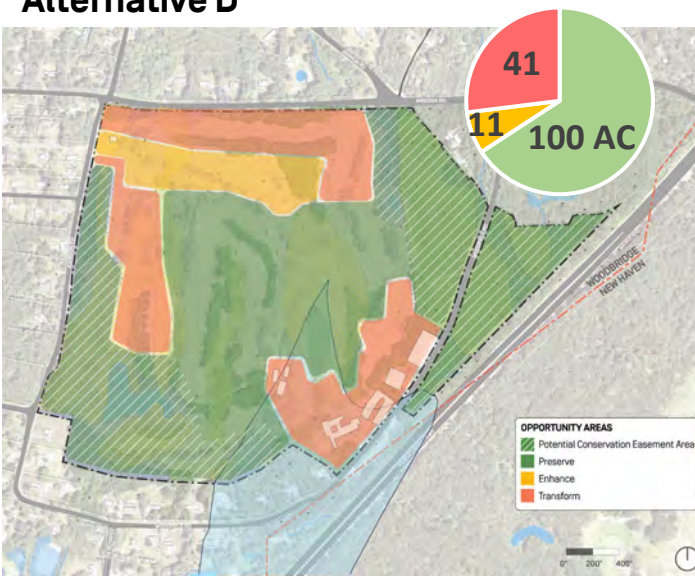 Alternative D
41
11
100 AC
WOODBRIDGE
NEW HAVEN
OPPORTUNITY AREAS
Potential Conservation Easement Area
Preserve
Enhance
Transform
0' 200' 400'